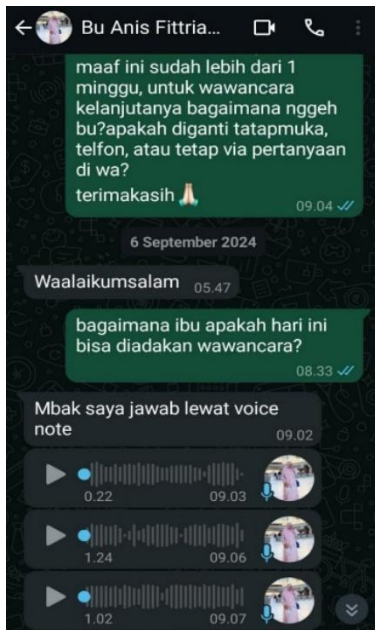 Bu Anis Fittria...
maaf ini sudah lebih dari 1
minggu, untuk wawancara
kelanjutanya bagaimana nggeh
bu?apakah diganti tatapmuka,
telfon, atau tetap via pertanyaan
di wa?
terimakasih 🙏🏻
09.04
6 September 2024
Waalaikumsalam 05.47
bagaimana ibu apakah hari ini
bisa diadakan wawancara?
08.33
Mbak saya jawab lewat voice
note 09.02
0.22 09.03
1.24 09.06
1.02 09.07